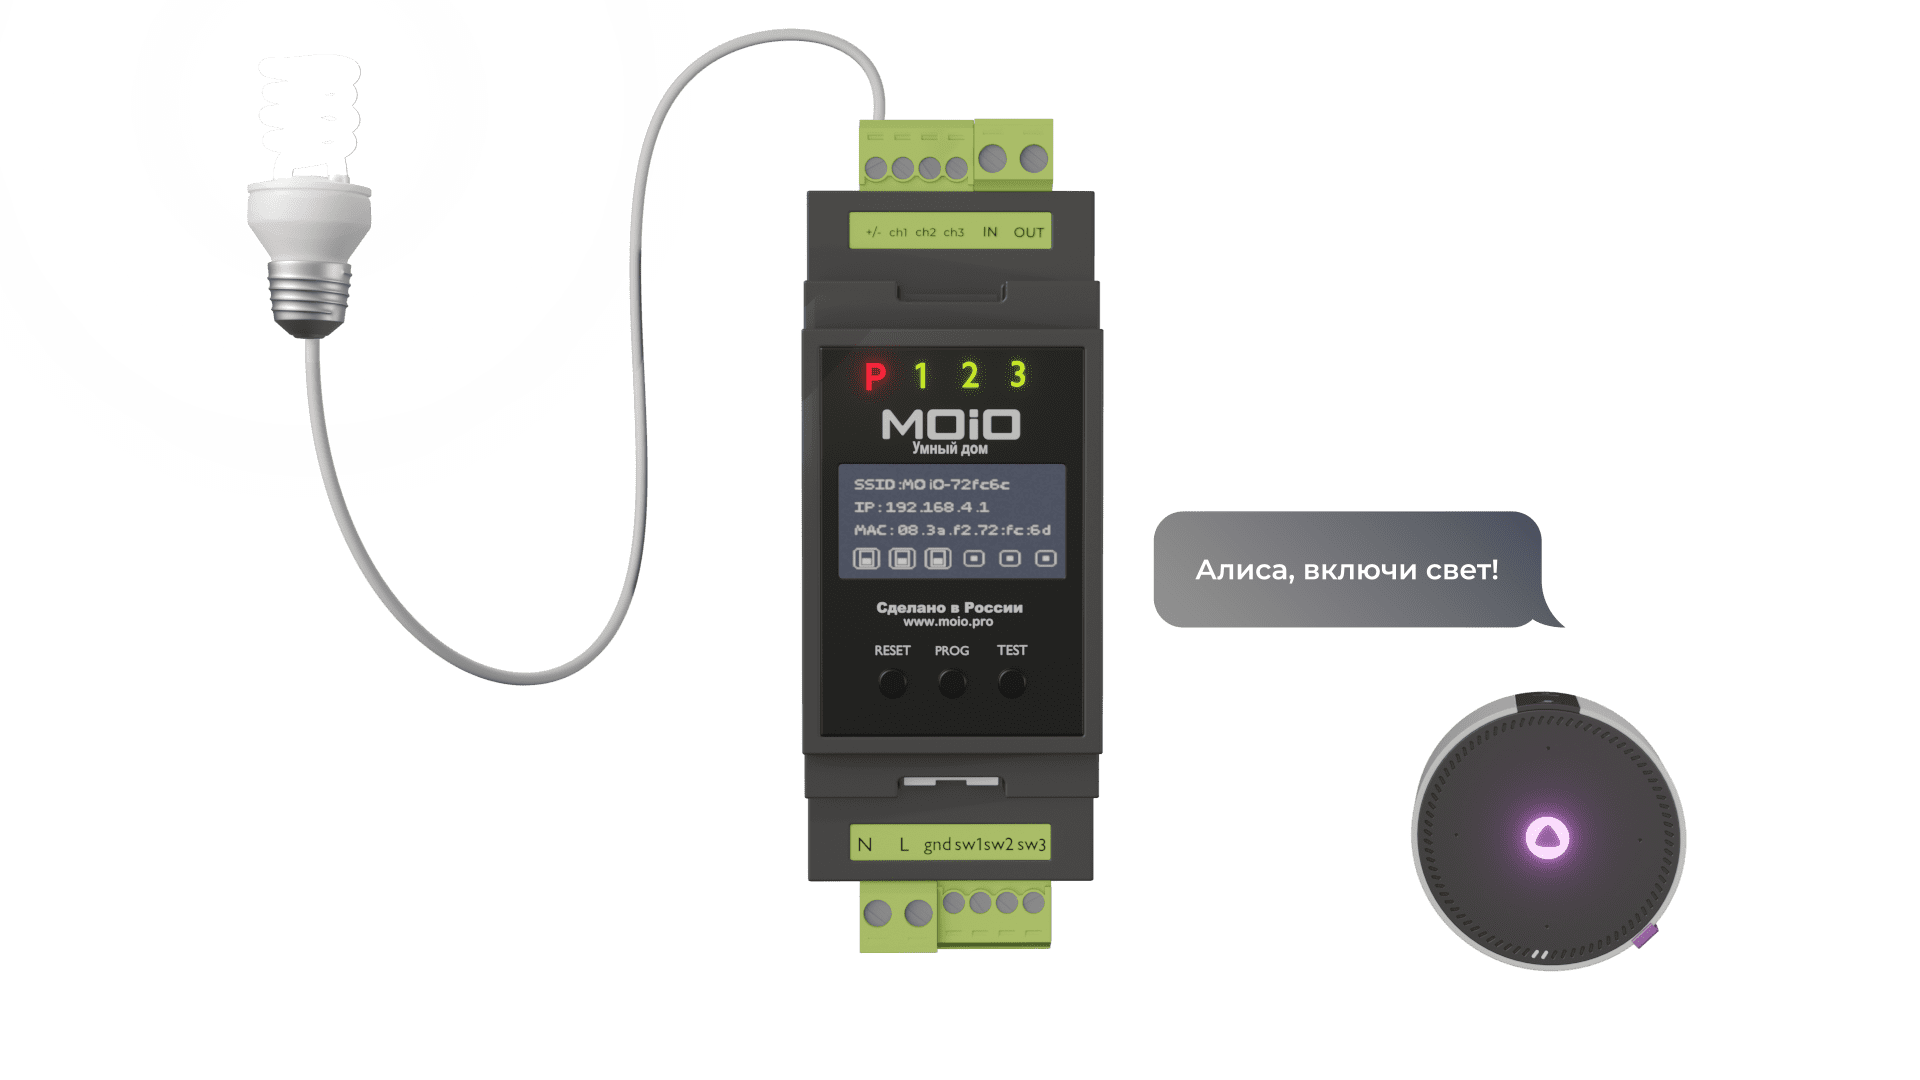 +/- ch1 ch2 ch3 IN OUT
P 1 2 3
MOiO
Умный дом
SSID:MOiO-72fc6c
IP:192.168.4.1
MAC:08.3a.f2.72:fc:6d
Сделано в России
www.moio.pro
RESET PROG TEST
Алиса, включи свет!
N L gnd sw1 sw2 sw3